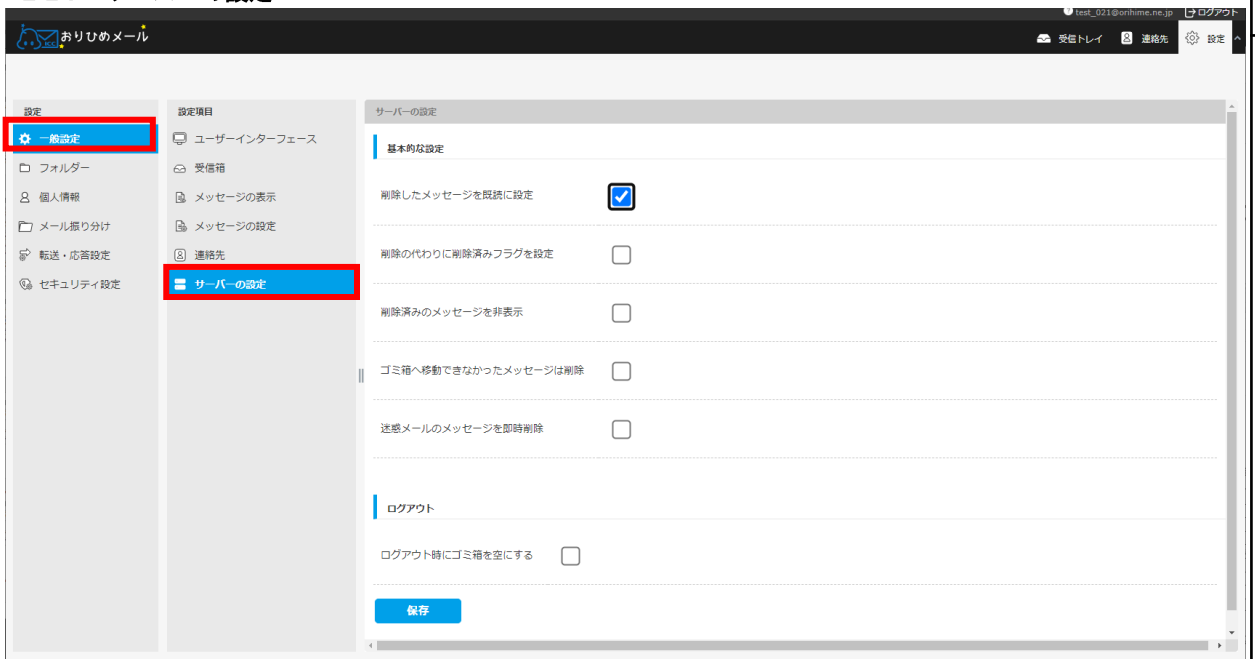 test_021@orihime.ne.jp ログアウト
おりひめメール
受信トレイ 連絡先 設定
設定
一般設定
フォルダー
個人情報
メール振り分け
転送・応答設定
セキュリティ設定
設定項目
ユーザーインターフェース
受信箱
メッセージの表示
メッセージの設定
連絡先
サーバーの設定
サーバーの設定
基本的な設定
削除したメッセージを既読に設定
削除の代わりに削除済みフラグを設定
削除済みのメッセージを非表示
ゴミ箱へ移動できなかったメッセージは削除
迷惑メールのメッセージを即時削除
ログアウト
ログアウト時にゴミ箱を空にする
保存